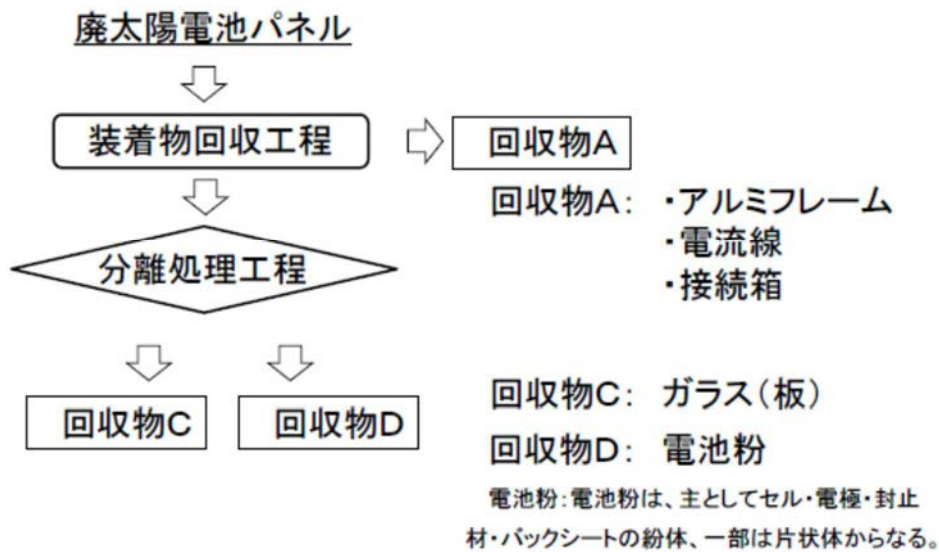 廃太陽電池パネル
装着物回収工程
回収物A
回収物A: ・アルミフレーム
・電流線
・接続箱
分離処理工程
回収物C
回収物D
回収物C: ガラス(板)
回収物D: 電池粉
電池粉:電池粉は、主としてセル・電極・封止
材・バックシートの紛体、一部は片状体からなる。